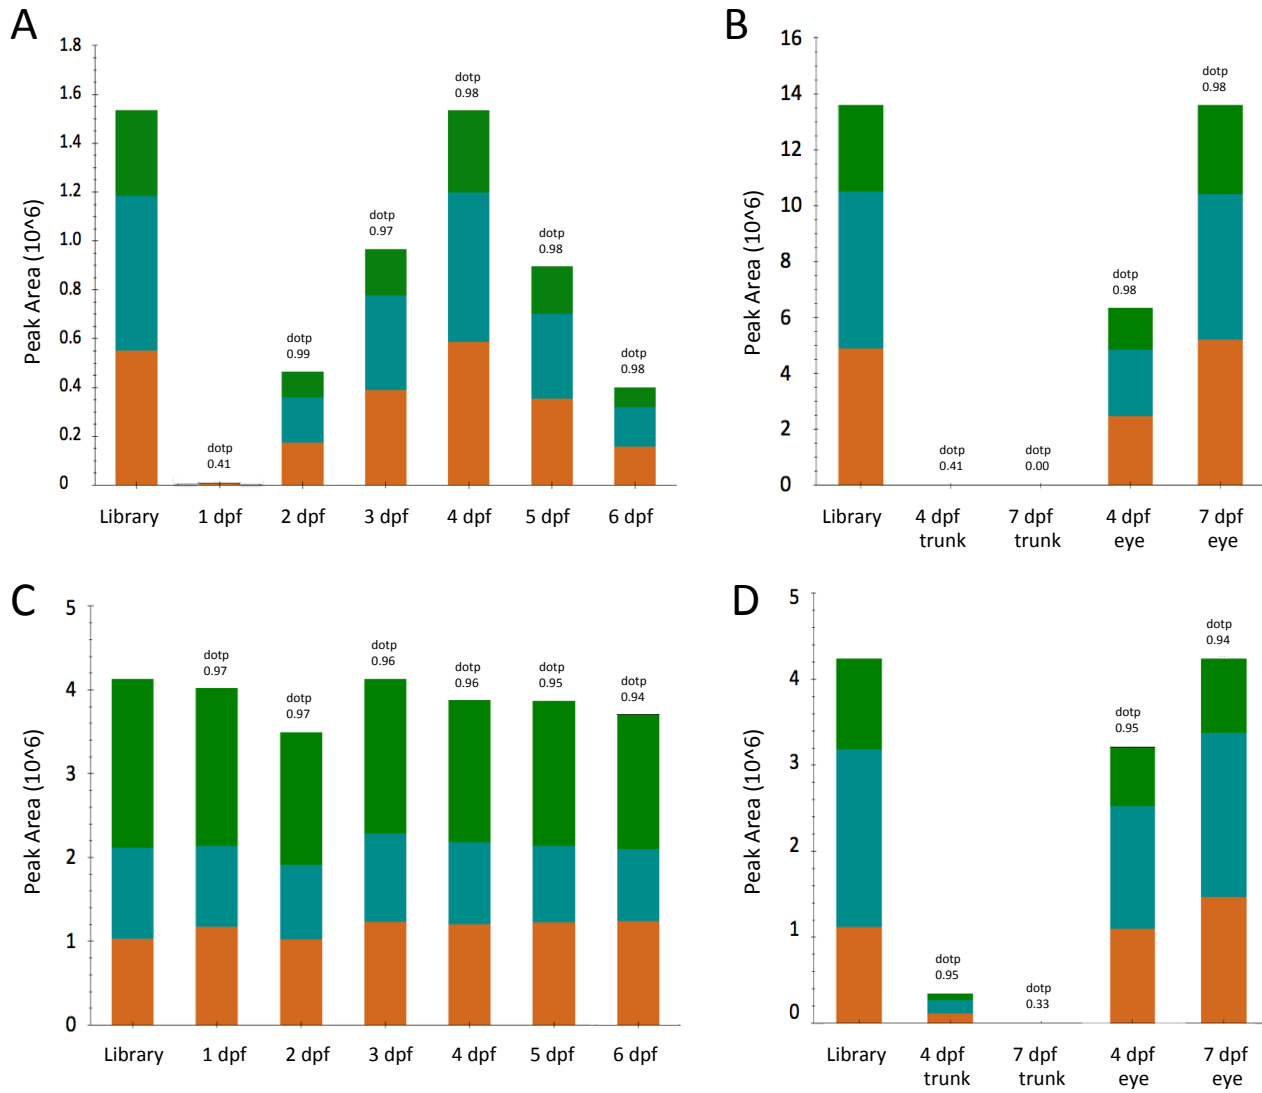 A
Peak Area (10^6)
1.8
1.6
1.4
1.2
1.0
0.8
0.6
0.4
0.2
0
dotp
0.41
dotp
0.99
dotp
0.97
dotp
0.98
dotp
0.98
dotp
0.98
Library
1 dpf
2 dpf
3 dpf
4 dpf
5 dpf
6 dpf
B
Peak Area (10^6)
16
14
12
10
8
6
4
2
0
dotp
0.41
dotp
0.00
dotp
0.98
dotp
0.98
Library
4 dpf
trunk
7 dpf
trunk
4 dpf
eye
7 dpf
eye
C
Peak Area (10^6)
5
4
3
2
1
0
dotp
0.97
dotp
0.97
dotp
0.96
dotp
0.96
dotp
0.95
dotp
0.94
Library
1 dpf
2 dpf
3 dpf
4 dpf
5 dpf
6 dpf
D
Peak Area (10^6)
5
4
3
2
1
0
dotp
0.95
dotp
0.33
dotp
0.95
dotp
0.94
Library
4 dpf
trunk
7 dpf
trunk
4 dpf
eye
7 dpf
eye